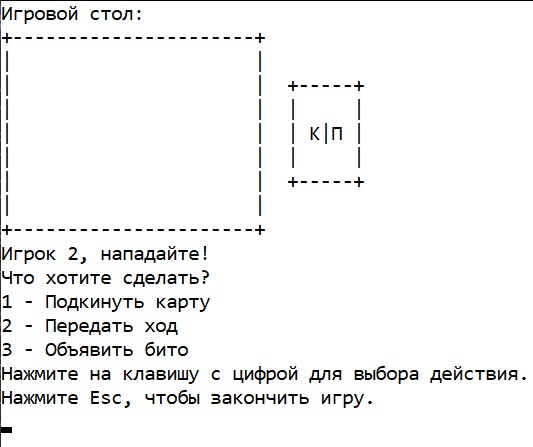 Игровой стол:
К|П
Игрок 2, нападайте!
Что хотите сделать?
1 - Подкинуть карту
2 - Передать ход
3 - Объявить бито
Нажмите на клавишу с цифрой для выбора действия.
Нажмите Esc, чтобы закончить игру.